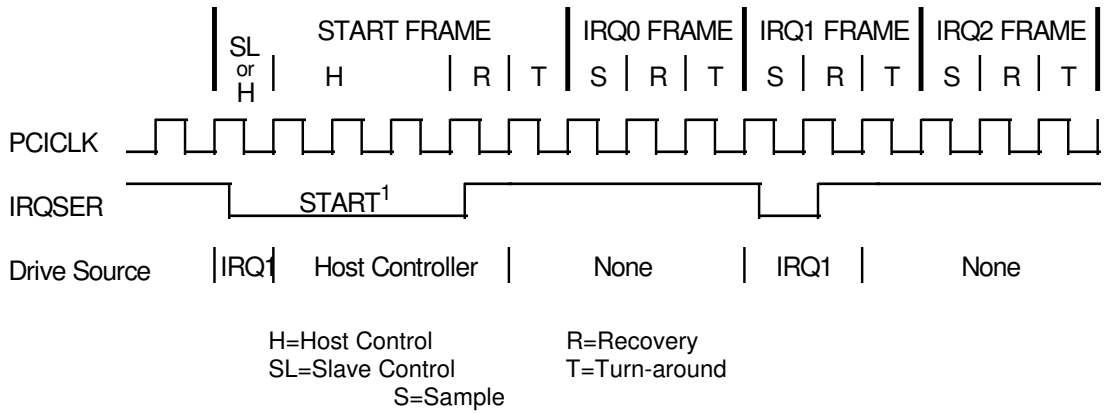 START FRAME IRQ0 FRAME IRQ1 FRAME IRQ2 FRAME
SL or H H R T S R T S R T S R T
PCICLK
IRQSER START1
Drive Source IRQ1 Host Controller None IRQ1 None
H=Host Control R=Recovery
SL=Slave Control T=Turn-around
S=Sample